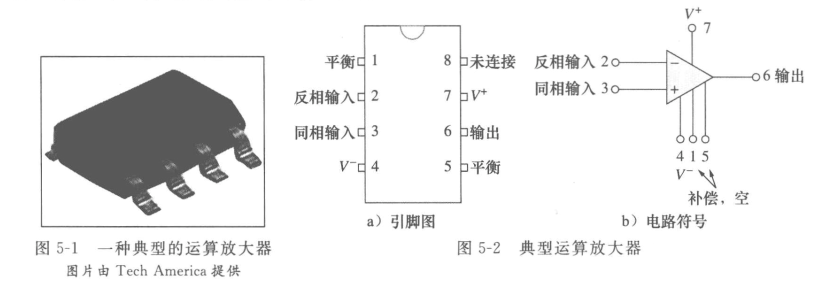 图 5-1 一种典型的运算放大器
图片由 Tech America 提供
平衡 1 8 未连接
反相输入 2 7 V⁺
同相输入 3 6 输出
V⁻ 4 5 平衡
a）引脚图
V⁺
7
反相输入 2 −
同相输入 3 +
6 输出
4 1 5
V⁻
补偿，空
b）电路符号
图 5-2 典型运算放大器